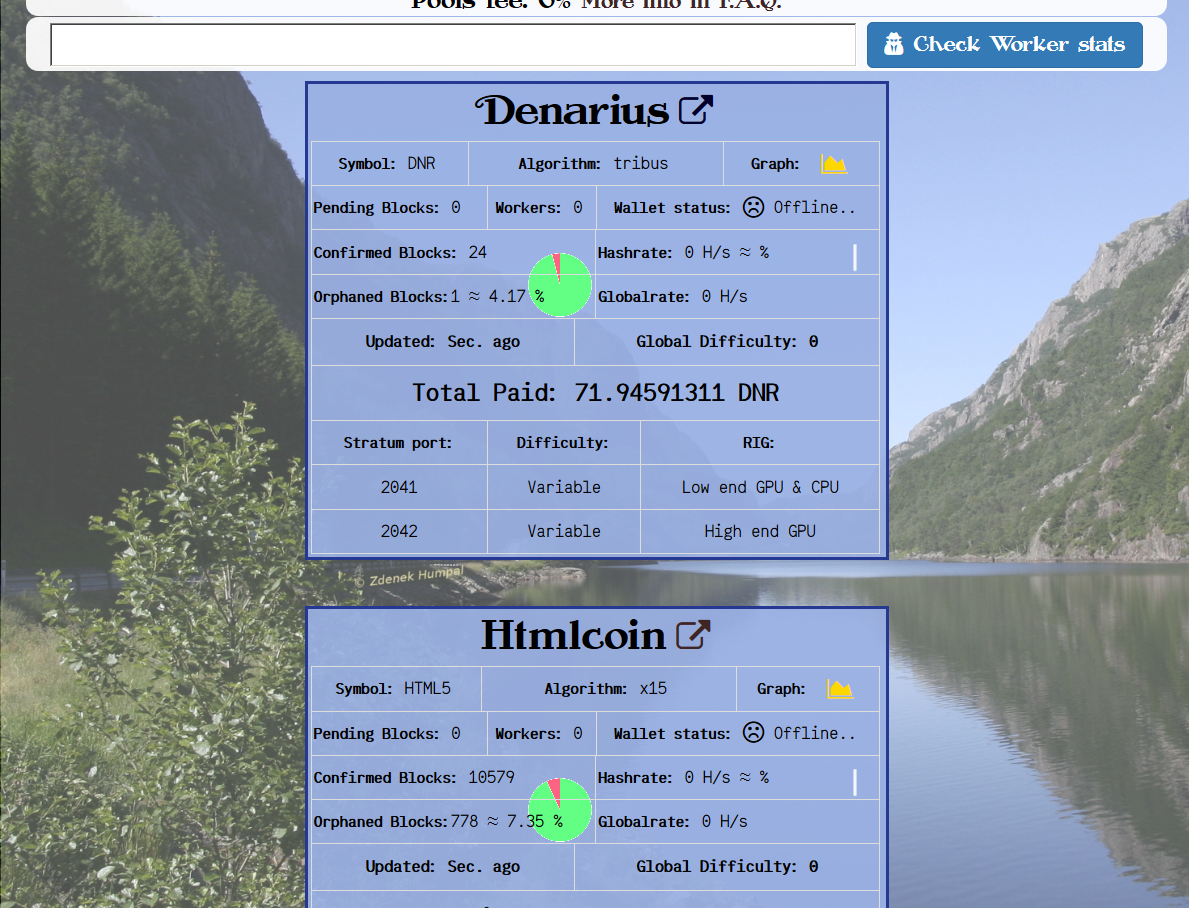 Pools fee: 0% More info in F.A.Q.
Check Worker stats
Denarius
Symbol: DNR Algorithm: tribus Graph:
Pending Blocks: 0 Workers: 0 Wallet status: Offline..
Confirmed Blocks: 24 Hashrate: 0 H/s ≈ %
Orphaned Blocks:1 ≈ 4.17 % Globalrate: 0 H/s
Updated: Sec. ago Global Difficulty: 0
Total Paid: 71.94591311 DNR
Stratum port: Difficulty: RIG:
2041 Variable Low end GPU & CPU
2042 Variable High end GPU
© Zdenek Humpal
Htmlcoin
Symbol: HTML5 Algorithm: x15 Graph:
Pending Blocks: 0 Workers: 0 Wallet status: Offline..
Confirmed Blocks: 10579 Hashrate: 0 H/s ≈ %
Orphaned Blocks:778 ≈ 7.35 % Globalrate: 0 H/s
Updated: Sec. ago Global Difficulty: 0